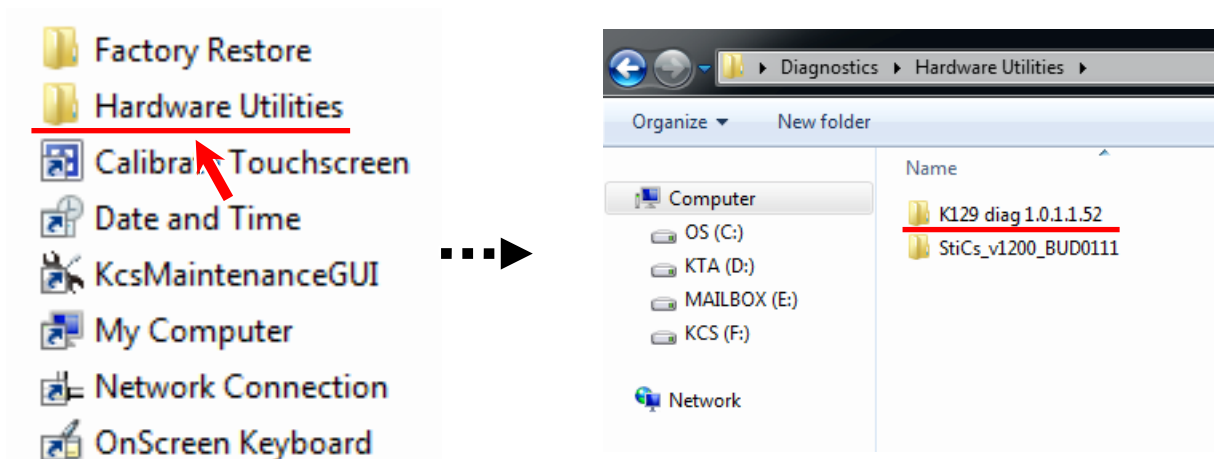 Factory Restore
Hardware Utilities
Calibrate Touchscreen
Date and Time
KcsMaintenanceGUI
My Computer
Network Connection
OnScreen Keyboard
Diagnostics Hardware Utilities
Organize New folder
Name
Computer
OS (C:)
KTA (D:)
MAILBOX (E:)
KCS (F:)
Network
K129 diag 1.0.1.1.52
StiCs_v1200_BUD0111